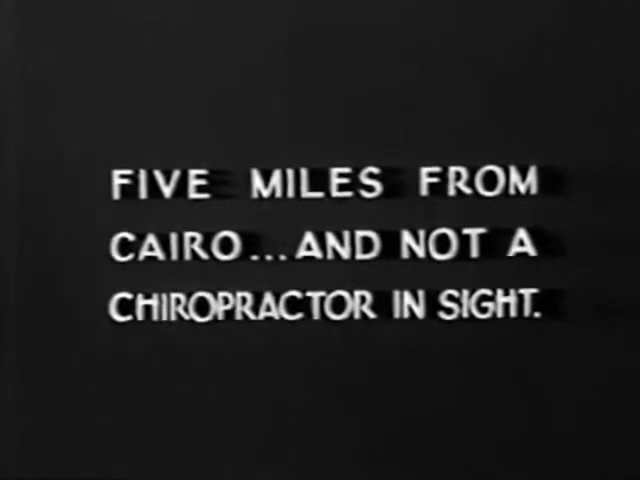 FIVE MILES FROM
CAIRO...AND NOT A
CHIROPRACTOR IN SIGHT.